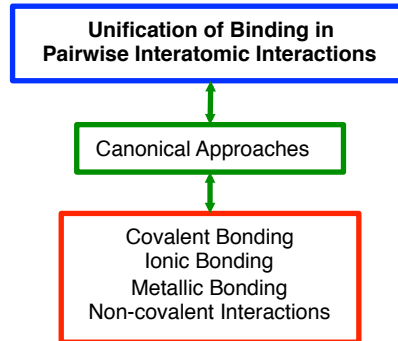 Unification of Binding in
Pairwise Interatomic Interactions
Canonical Approaches
Covalent Bonding
Ionic Bonding
Metallic Bonding
Non-covalent Interactions